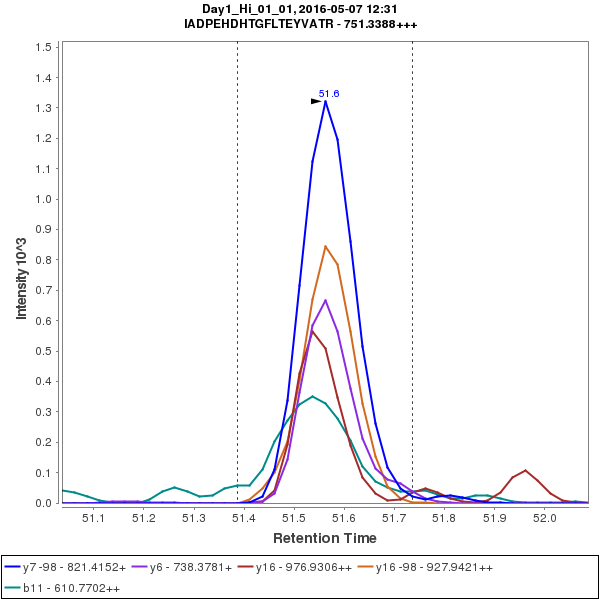 Day1_Hi_01_01, 2016-05-07 12:31
IADPEHDHTGFLTEYVATR - 751.3388+++
1.5
1.4
1.3
1.2
1.1
1.0
0.9
0.8
0.7
0.6
0.5
0.4
0.3
0.2
0.1
0.0
Intensity 10^3
51.6
51.1 51.2 51.3 51.4 51.5 51.6 51.7 51.8 51.9 52.0
Retention Time
y7 -98 - 821.4152+ y6 - 738.3781+ y16 - 976.9306++ y16 -98 - 927.9421++
b11 - 610.7702++